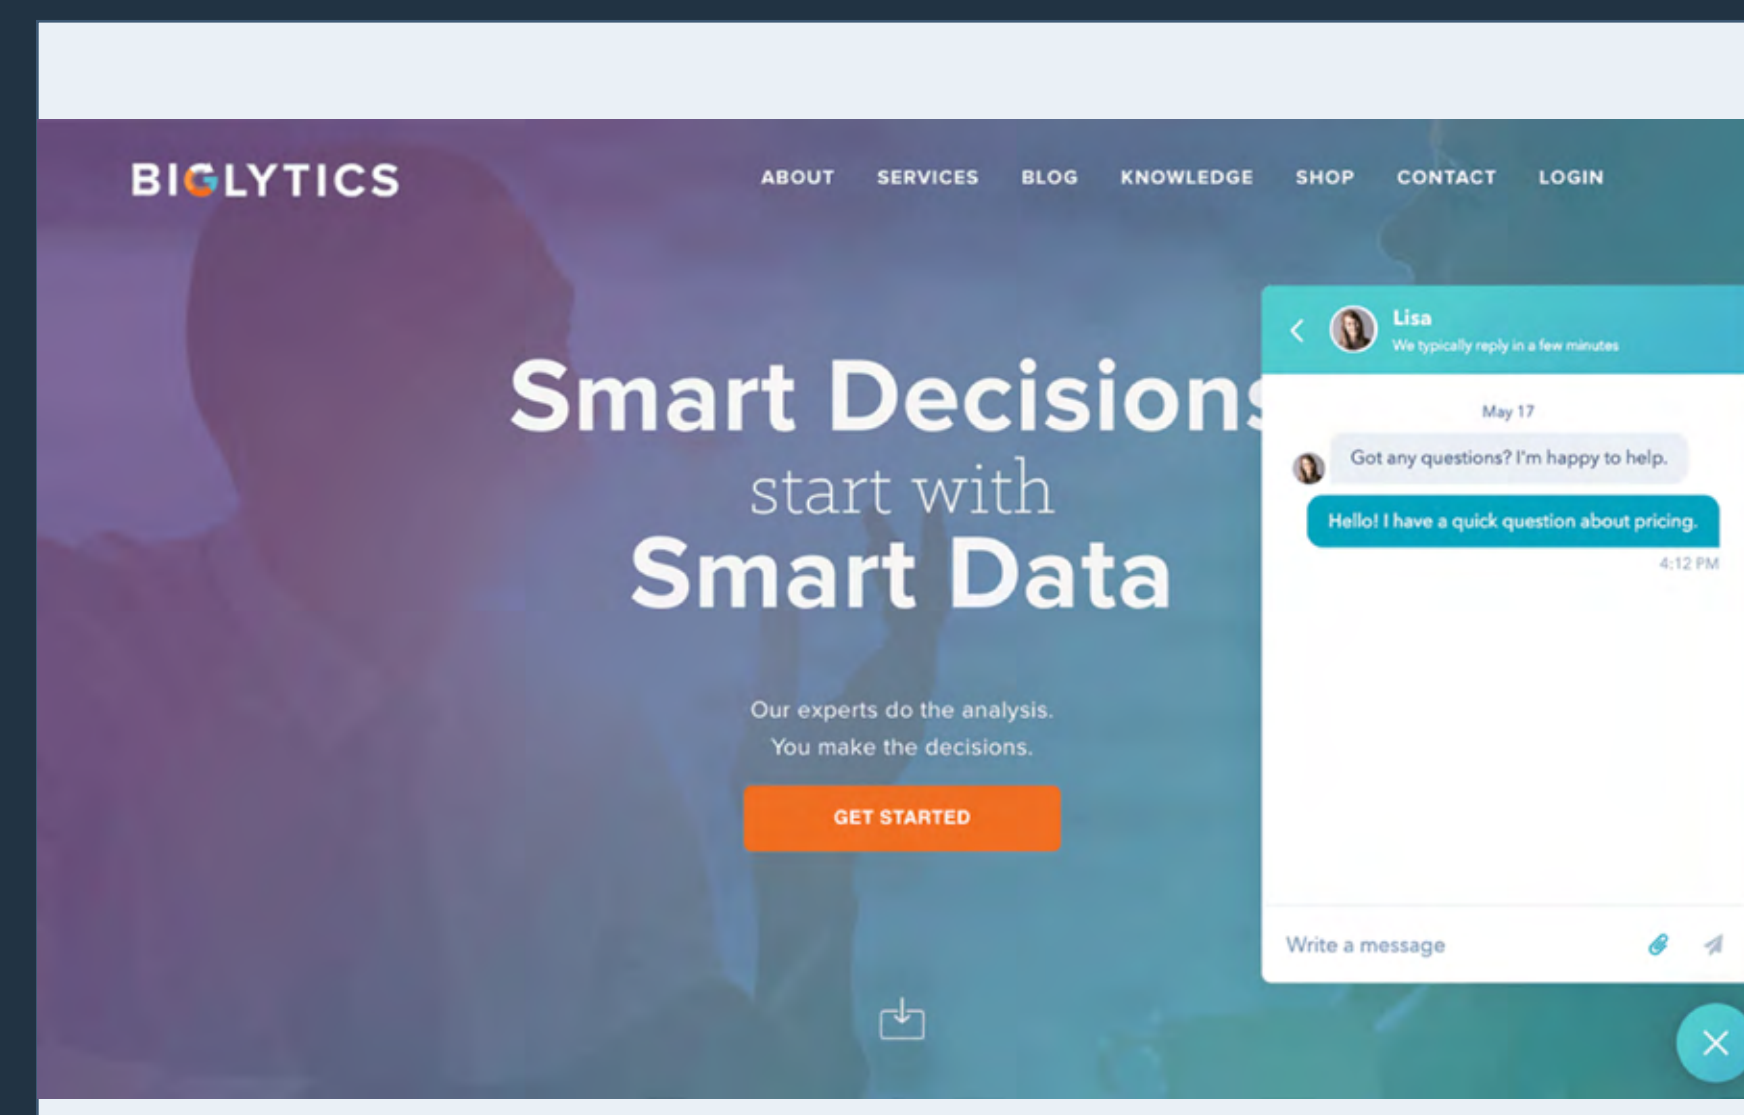 BIGLYTICS
ABOUT SERVICES BLOG KNOWLEDGE SHOP CONTACT LOGIN
Smart Decisions
start with
Smart Data
Our experts do the analysis.
You make the decisions.
GET STARTED
Lisa
We typically reply in a few minutes
May 17
Got any questions? I'm happy to help.
Hello! I have a quick question about pricing.
4:12 PM
Write a message